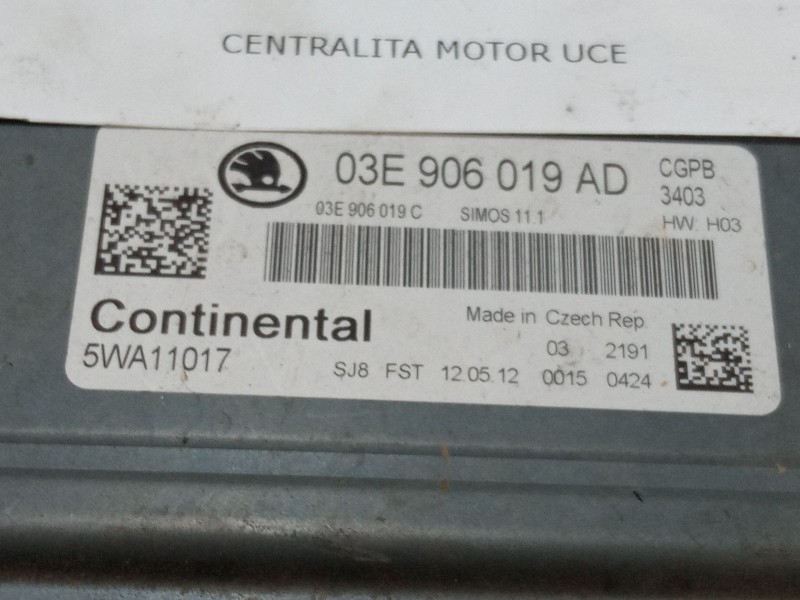 CENTRALITA MOTOR UCE
03E 906 019 AD
CGPB
3403
03E 906 019 C SIMOS 11.1
HW: H03
Continental
Made in Czech Rep.
5WA11017
03 2191
SJ8 FST 12.05.12 0015 0424